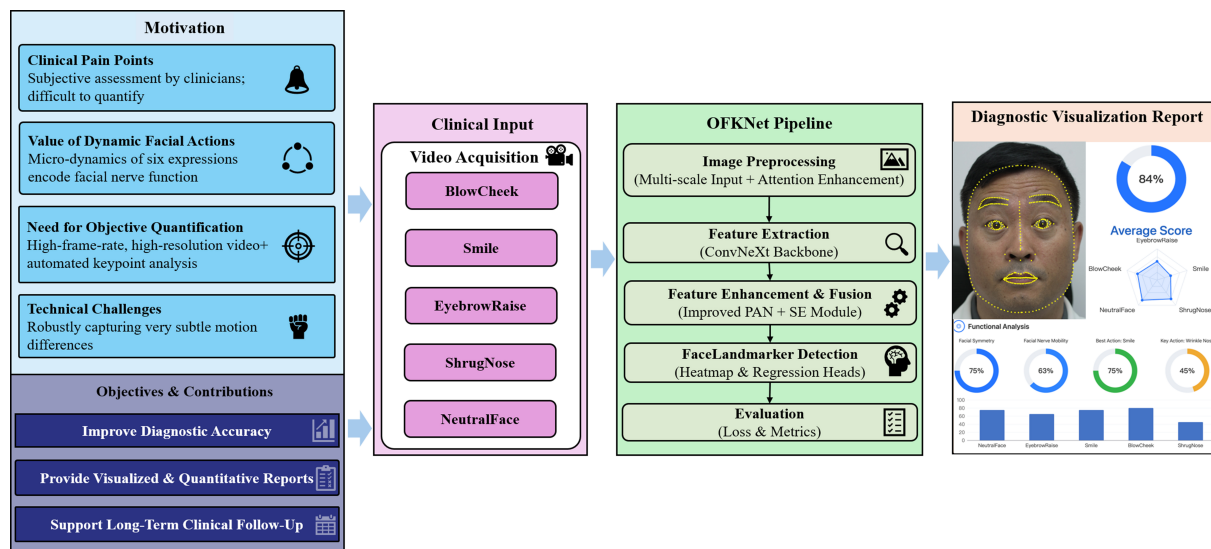 Motivation
Clinical Pain Points
Subjective assessment by clinicians;
difficult to quantify
Value of Dynamic Facial Actions
Micro-dynamics of six expressions
encode facial nerve function
Need for Objective Quantification
High-frame-rate, high-resolution video+
automated keypoint analysis
Technical Challenges
Robustly capturing very subtle motion
differences
Objectives & Contributions
Improve Diagnostic Accuracy
Provide Visualized & Quantitative Reports
Support Long-Term Clinical Follow-Up
Clinical Input
Video Acquisition
BlowCheek
Smile
EyebrowRaise
ShrugNose
NeutralFace
OFKNet Pipeline
Image Preprocessing
(Multi-scale Input + Attention Enhancement)
Feature Extraction
(ConvNeXt Backbone)
Feature Enhancement & Fusion
(Improved PAN + SE Module)
FaceLandmarker Detection
(Heatmap & Regression Heads)
Evaluation
(Loss & Metrics)
Diagnostic Visualization Report
84%
Average Score
EyebrowRaise
BlowCheek
Smile
NeutralFace
ShrugNose
Functional Analysis
Facial Symmetry
Facial Nerve Mobility
Best Action: Smile
Key Action: Wrinkle Nos
75%
63%
75%
45%
100
80
60
40
20
0
NeutralFace
EyebrowRaise
Smile
BlowCheek
ShrugNose